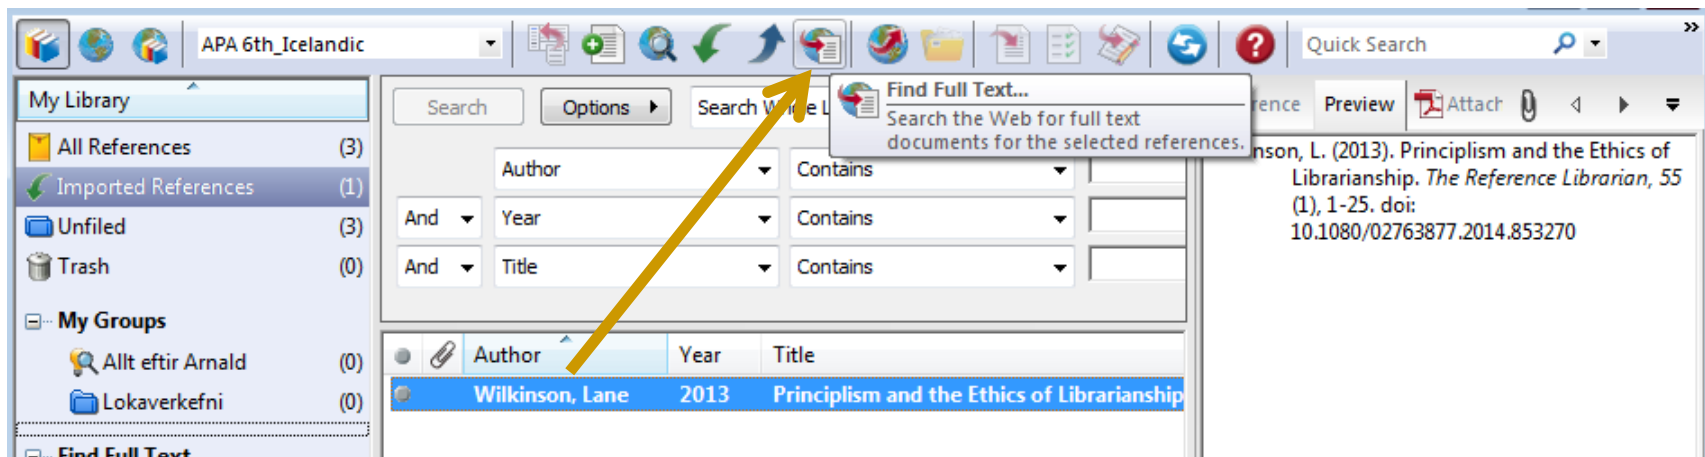 APA 6th_Icelandic
Quick Search
»
My Library
All References (3)
Imported References (1)
Unfiled (3)
Trash (0)
My Groups
Allt eftir Arnald (0)
Lokaverkefni (0)
Find Full Text
Search Options Search Whole L
Author Contains
And Year Contains
And Title Contains
Find Full Text...
Search the Web for full text
documents for the selected references.
Author Year Title
Wilkinson, Lane 2013 Principlism and the Ethics of Librarianship
rence Preview Attach
nson, L. (2013). Principlism and the Ethics of
Librarianship. The Reference Librarian, 55
(1), 1-25. doi:
10.1080/02763877.2014.853270